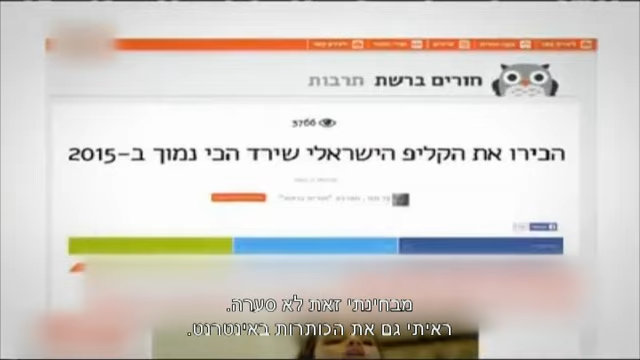 חורים ברשת תרבות
3766
הכירו את הקליפ הישראלי שירד הכי נמוך ב-2015
מבחינתי זאת לא סערה.
ראיתי גם את הכותרות באינטרנט.